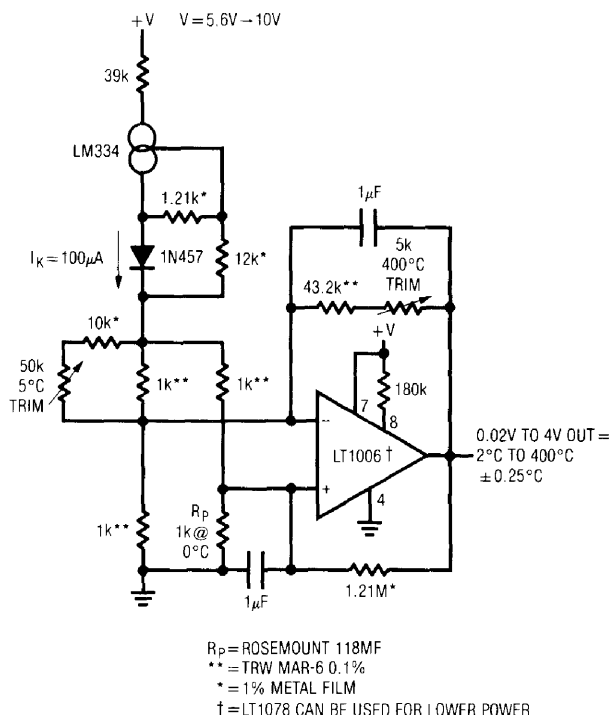 +V V = 5.6V → 10V
39k
LM334
1.21k*
1µF
5k
400°C
TRIM
I_K = 100µA
1N457
12k*
43.2k**
+V
10k*
50k
5°C
TRIM
1k**
1k**
180k
7
8
–
LT1006 †
+
4
0.02V TO 4V OUT =
2°C TO 400°C
±0.25°C
1k**
R_P
1k @
0°C
1µF
1.21M*
R_P = ROSEMOUNT 118MF
** = TRW MAR-6 0.1%
* = 1% METAL FILM
† = LT1078 CAN BE USED FOR LOWER POWER